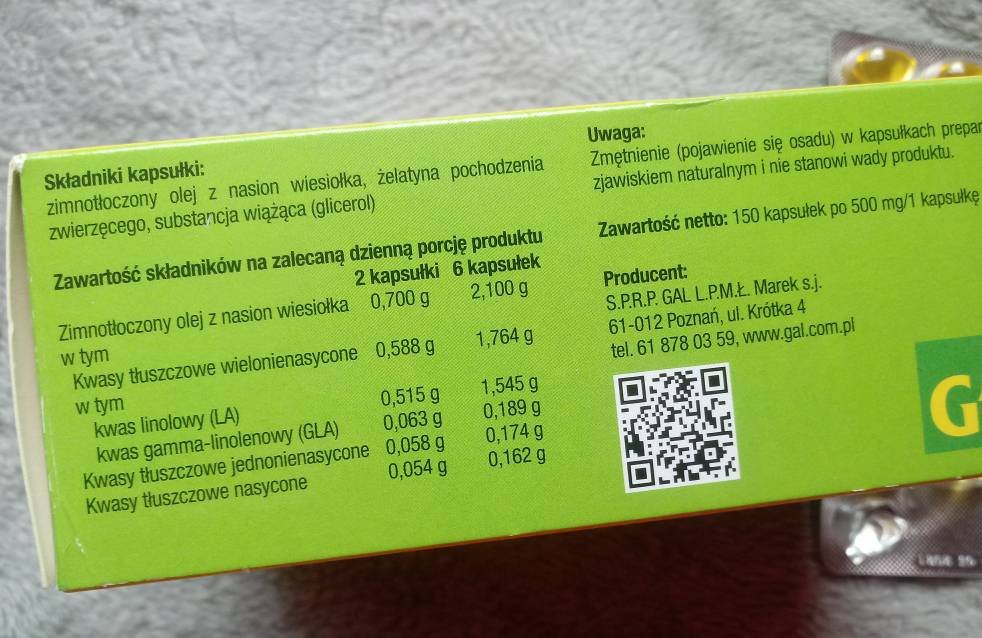 Składniki kapsułki:
zimnotłoczony olej z nasion wiesiołka, żelatyna pochodzenia
zwierzęcego, substancja wiążąca (glicerol)
Zawartość składników na zalecaną dzienną porcję produktu
2 kapsułki 6 kapsułek
Zimnotłoczony olej z nasion wiesiołka 0,700 g 2,100 g
w tym
Kwasy tłuszczowe wielonienasycone 0,588 g 1,764 g
w tym
kwas linolowy (LA) 0,515 g 1,545 g
kwas gamma-linolenowy (GLA) 0,063 g 0,189 g
Kwasy tłuszczowe jednonienasycone 0,058 g 0,174 g
Kwasy tłuszczowe nasycone 0,054 g 0,162 g
Uwaga:
Zmętnienie (pojawienie się osadu) w kapsułkach prepar
zjawiskiem naturalnym i nie stanowi wady produktu.
Zawartość netto: 150 kapsułek po 500 mg/1 kapsułkę
Producent:
S.P.R.P. GAL L.P.M.Ł. Marek s.j.
61-012 Poznań, ul. Krótka 4
tel. 61 878 03 59, www.gal.com.pl